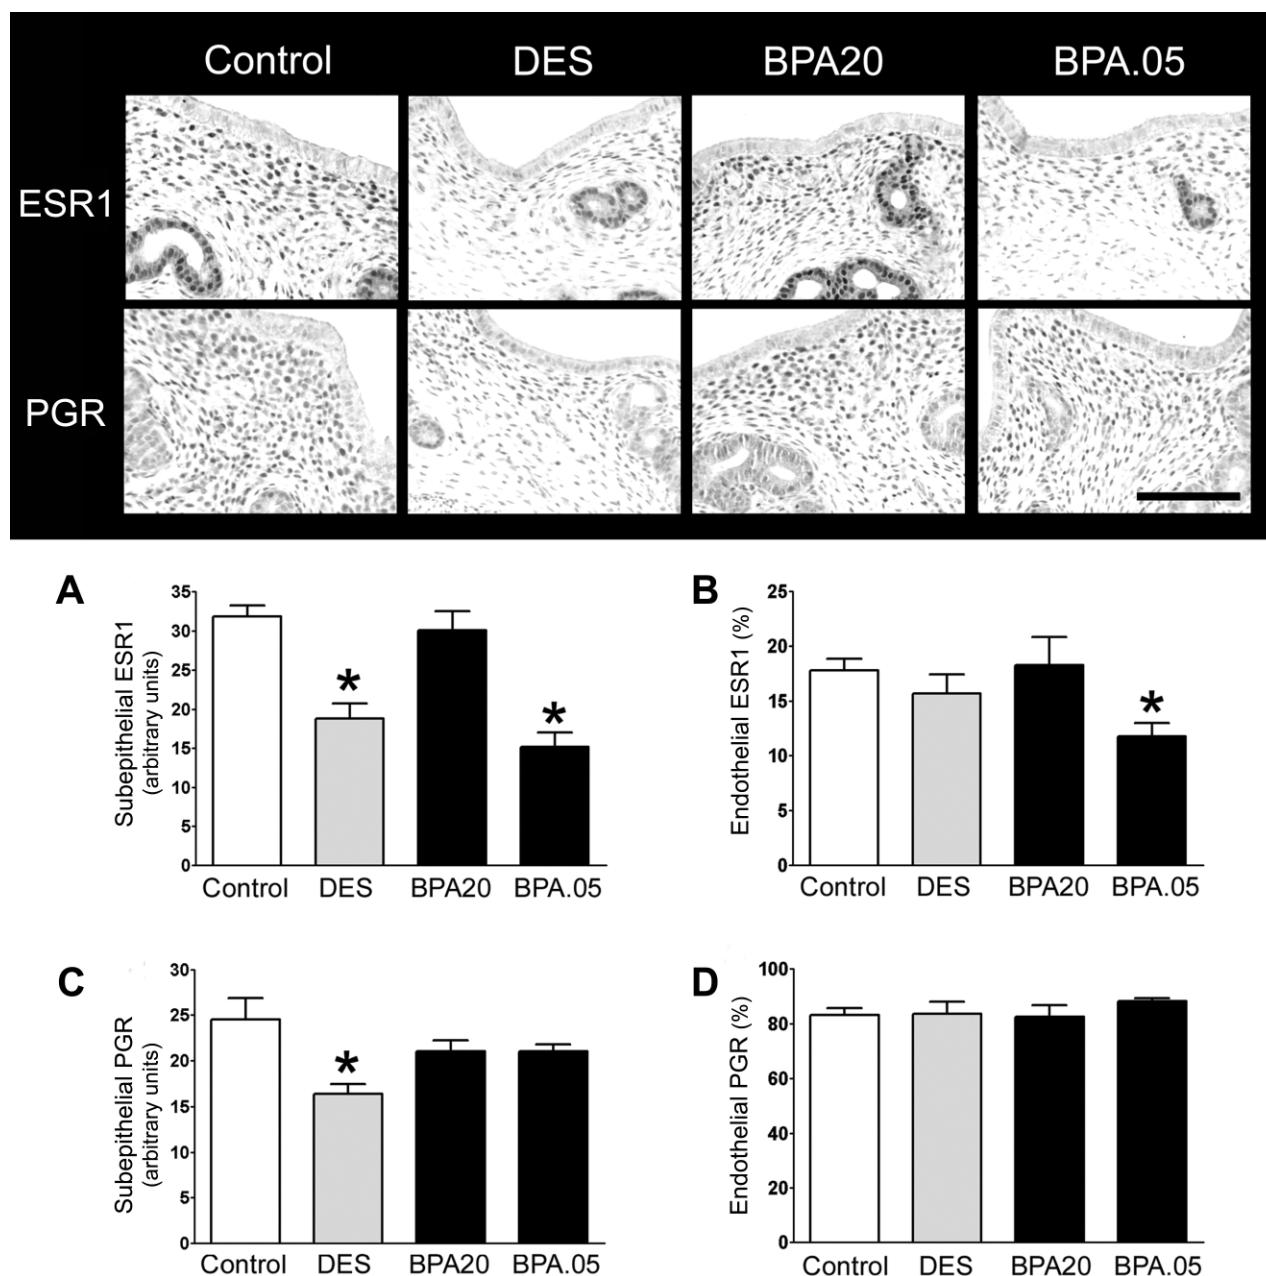 Control DES BPA20 BPA.05
ESR1
PGR
A
Subepithelial ESR1
(arbitrary units)
35
30
25
20
15
10
5
0
*
*
Control DES BPA20 BPA.05
B
Endothelial ESR1 (%)
25
20
15
10
5
0
*
Control DES BPA20 BPA.05
C
Subepithelial PGR
(arbitrary units)
30
25
20
15
10
5
0
*
Control DES BPA20 BPA.05
D
Endothelial PGR (%)
100
80
60
40
20
0
Control DES BPA20 BPA.05